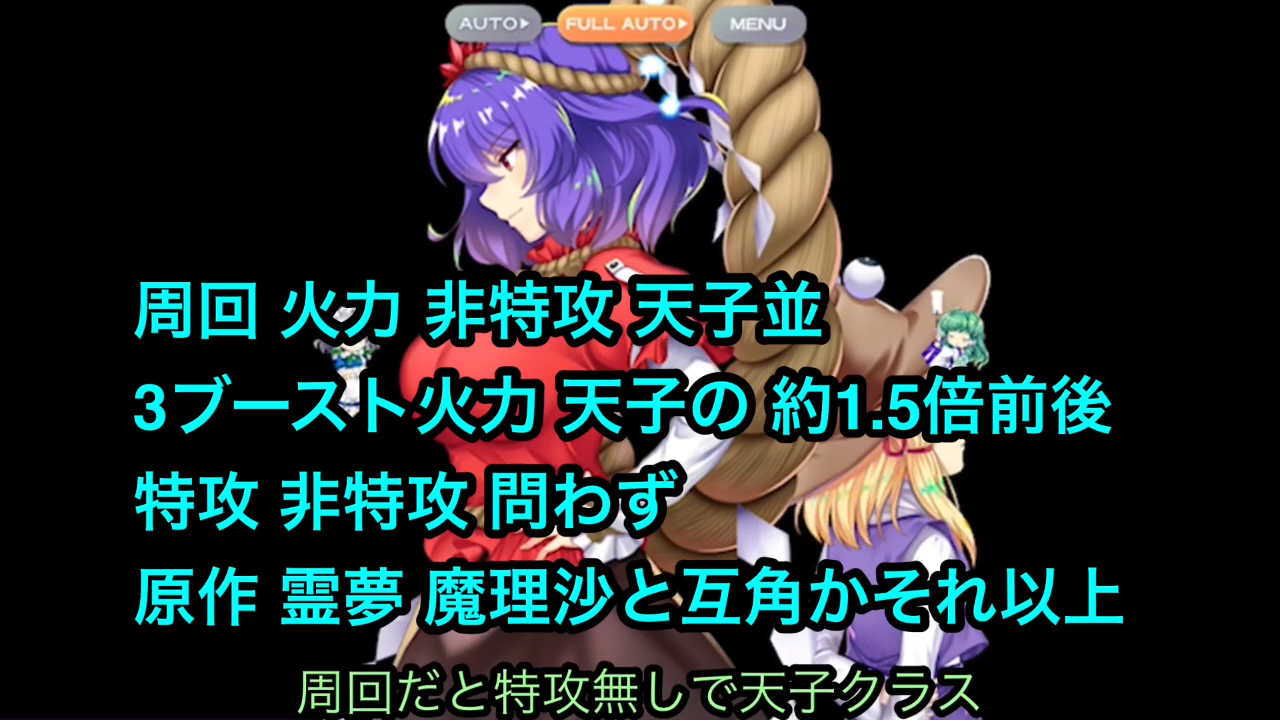 AUTO FULL AUTO MENU
周回 火力 非特攻 天子並
3ブースト火力 天子の 約1.5倍前後
特攻 非特攻 問わず
原作 霊夢 魔理沙と互角かそれ以上
周回だと特攻無しで天子クラス